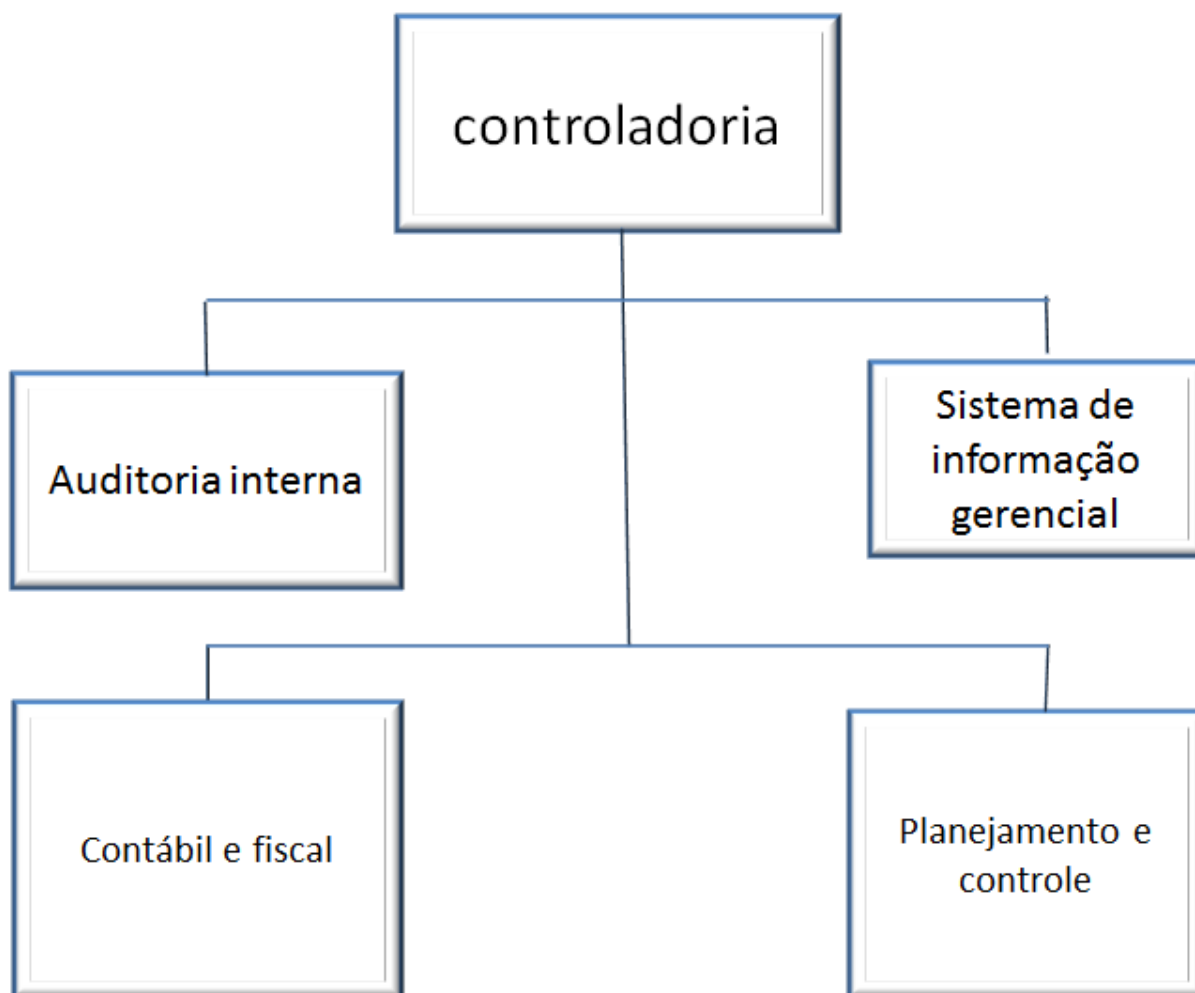 controladoria
Auditoria interna
Sistema de
informação
gerencial
Contábil e fiscal
Planejamento e
controle